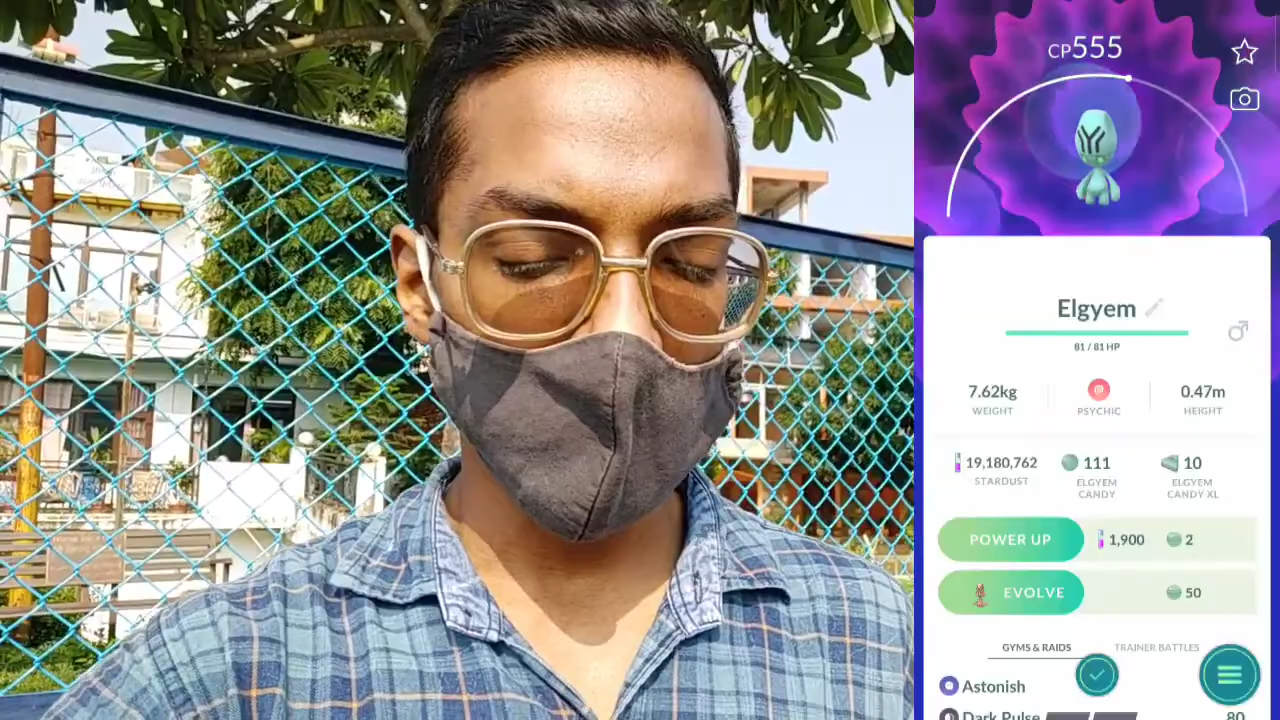 CP555
Elgyem
81 / 81 HP
7.62kg
WEIGHT
PSYCHIC
0.47m
HEIGHT
19,180,762
STARDUST
111
ELGYEM
CANDY
10
ELGYEM
CANDY XL
POWER UP
1,900
2
EVOLVE
50
GYMS & RAIDS
TRAINER BATTLES
Astonish
Dark Pulse
80